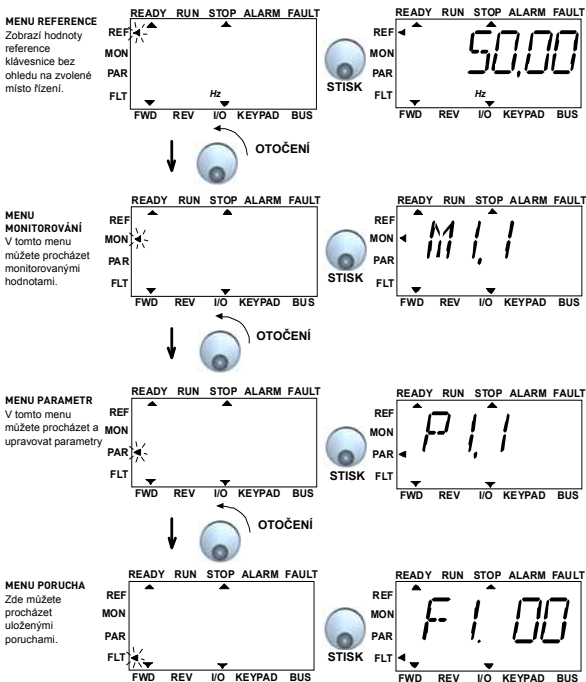 MENU REFERENCE
Zobrazí hodnoty
reference
klávesnice bez
ohledu na zvolené
místo řízení.
READY RUN STOP ALARM FAULT
REF
MON
PAR
FLT
Hz
FWD REV I/O KEYPAD BUS
STISK
READY RUN STOP ALARM FAULT
REF
MON
PAR
FLT
50,00
Hz
FWD REV I/O KEYPAD BUS
OTOČENÍ
MENU
MONITOROVÁNÍ
V tomto menu
můžete procházet
monitorovanými
hodnotami.
READY RUN STOP ALARM FAULT
REF
MON
PAR
FLT
FWD REV I/O KEYPAD BUS
STISK
READY RUN STOP ALARM FAULT
REF
MON
PAR
FLT
M1,1
FWD REV I/O KEYPAD BUS
OTOČENÍ
MENU PARAMETR
V tomto menu
můžete procházet a
upravovat parametry
READY RUN STOP ALARM FAULT
REF
MON
PAR
FLT
FWD REV I/O KEYPAD BUS
STISK
READY RUN STOP ALARM FAULT
REF
MON
PAR
FLT
P1,1
FWD REV I/O KEYPAD BUS
OTOČENÍ
MENU PORUCHA
Zde můžete
procházet
uloženými
poruchami.
READY RUN STOP ALARM FAULT
REF
MON
PAR
FLT
FWD REV I/O KEYPAD BUS
STISK
READY RUN STOP ALARM FAULT
REF
MON
PAR
FLT
F1. 00
FWD REV I/O KEYPAD BUS